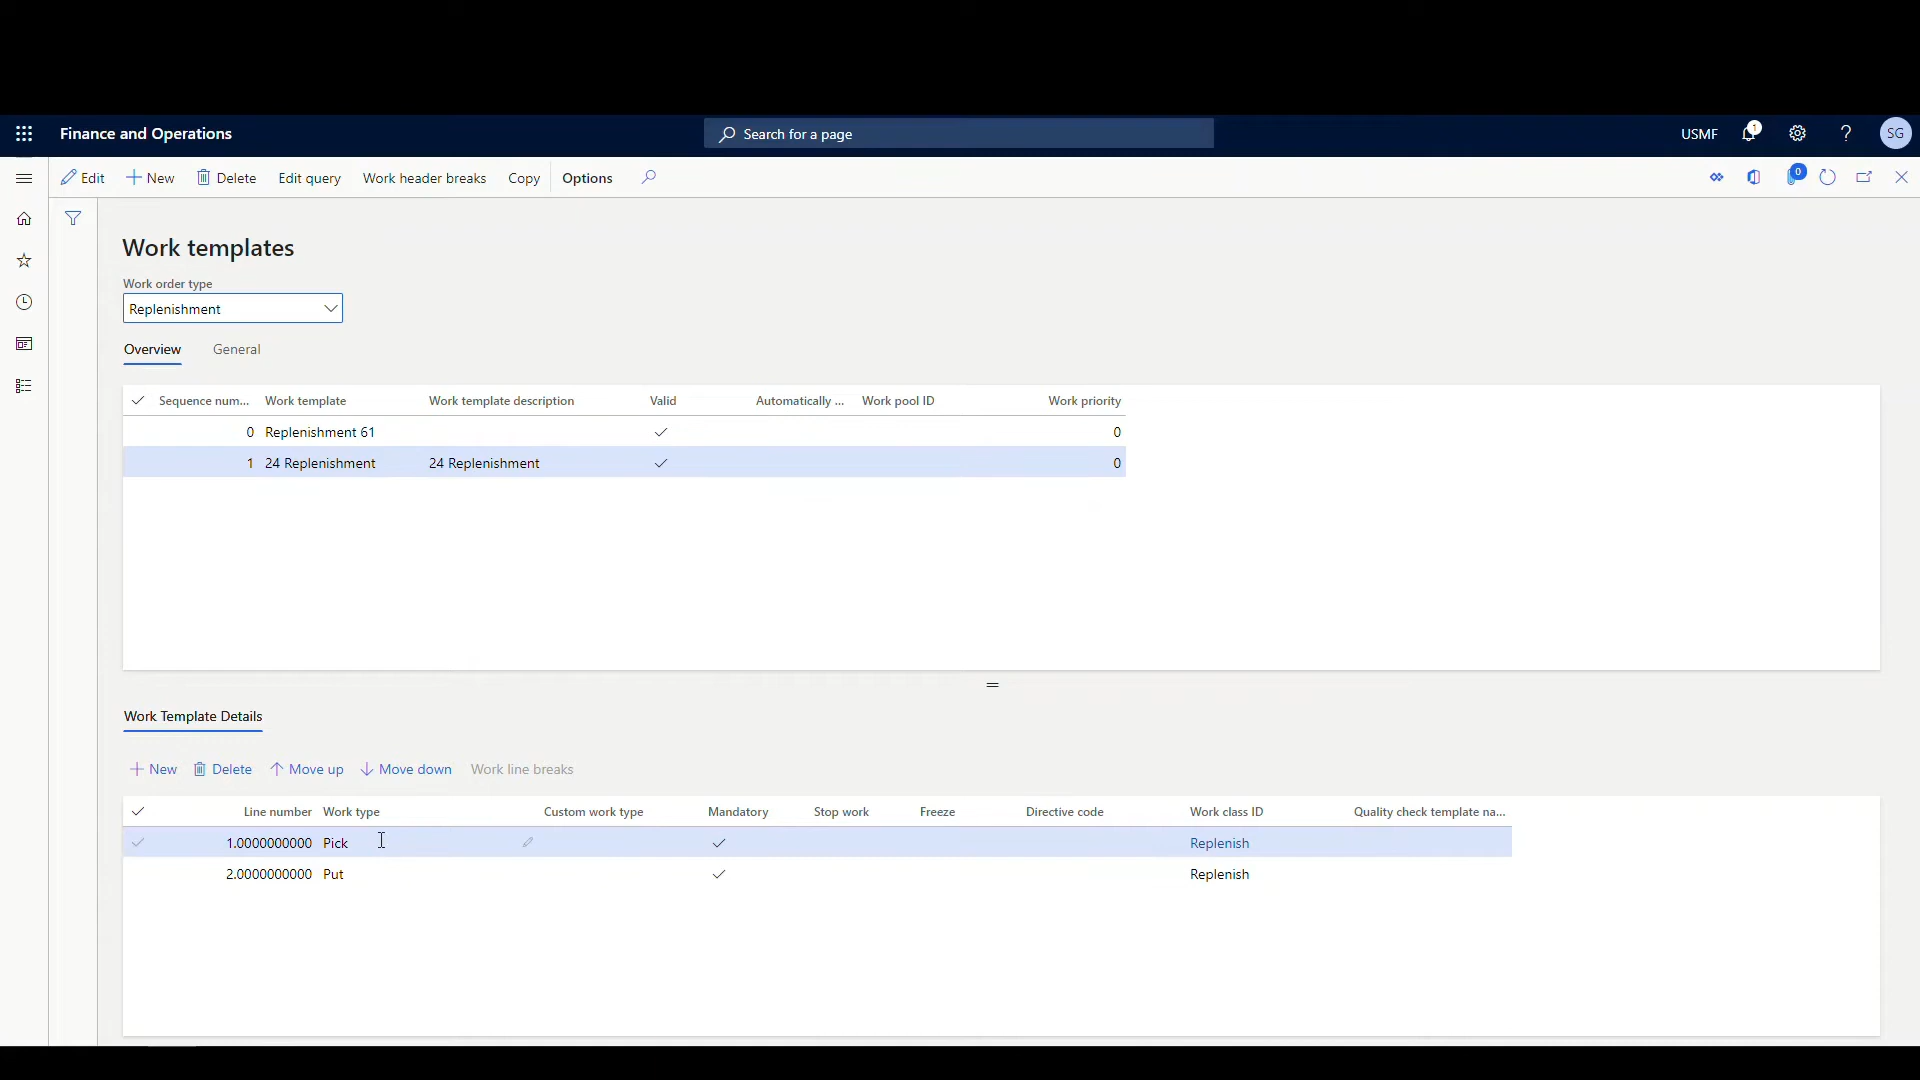 Finance and Operations
Search for a page
USMF
1
?
SG
Edit
New
Delete
Edit query
Work header breaks
Copy
Options
0
Work templates
Work order type
Replenishment
Overview
General
Sequence num... Work template Work template description Valid Automatically ... Work pool ID Work priority
0 Replenishment 61 0
1 24 Replenishment 24 Replenishment 0
Work Template Details
New Delete Move up Move down Work line breaks
Line number Work type Custom work type Mandatory Stop work Freeze Directive code Work class ID Quality check template na...
1.0000000000 Pick Replenish
2.0000000000 Put Replenish